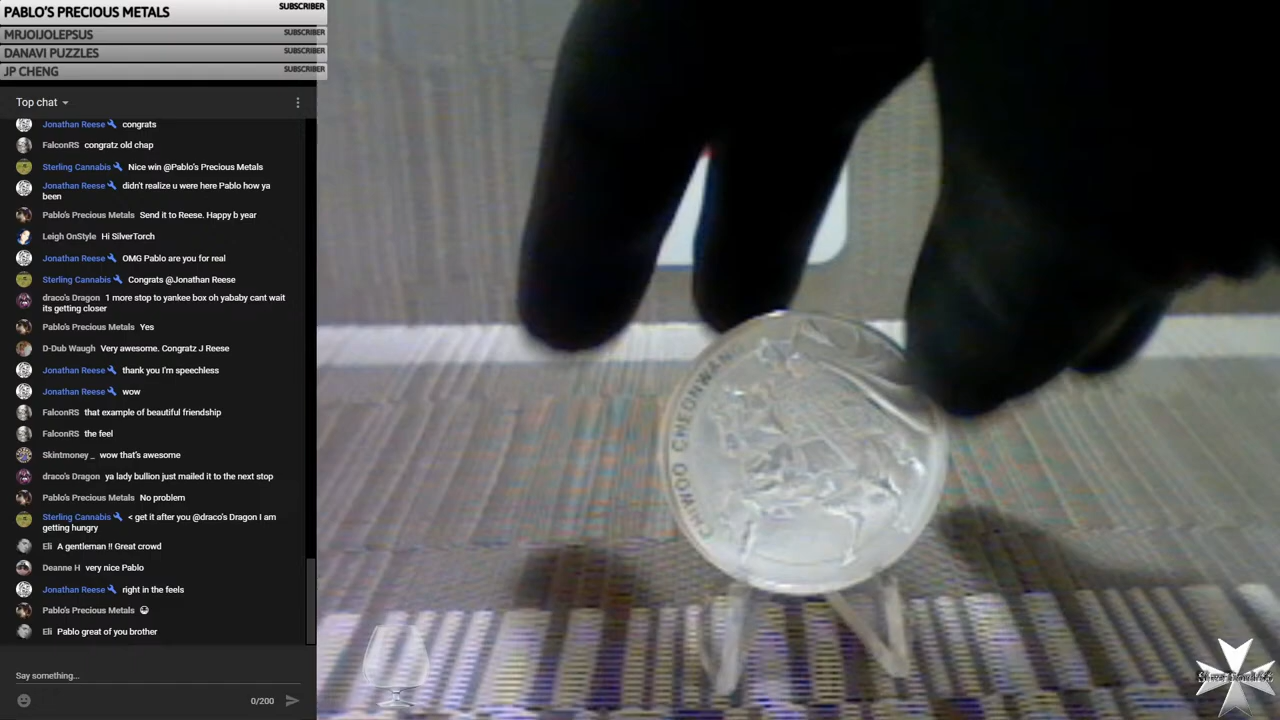 PABLO'S PRECIOUS METALS SUBSCRIBER
MRJOIJOLEPSUS SUBSCRIBER
DANAVI PUZZLES SUBSCRIBER
JP CHENG SUBSCRIBER
Top chat
Jonathan Reese congrats
FalconRS congratz old chap
Sterling Cannabis Nice win @Pablo's Precious Metals
Jonathan Reese didn't realize u were here Pablo how ya
been
Pablo's Precious Metals Send it to Reese. Happy b year
Leigh OnStyle Hi SilverTorch
Jonathan Reese OMG Pablo are you for real
Sterling Cannabis Congrats @Jonathan Reese
draco's Dragon 1 more stop to yankee box oh yababy cant wait
its getting closer
Pablo's Precious Metals Yes
D-Dub Waugh Very awesome. Congratz J Reese
Jonathan Reese thank you I'm speechless
Jonathan Reese wow
FalconRS that example of beautiful friendship
FalconRS the feel
Skintmoney _ wow that's awesome
draco's Dragon ya lady bullion just mailed it to the next stop
Pablo's Precious Metals No problem
Sterling Cannabis < get it after you @draco's Dragon I am
getting hungry
Eli A gentleman !! Great crowd
Deanne H very nice Pablo
Jonathan Reese right in the feels
Pablo's Precious Metals
Eli Pablo great of you brother
Say something...
0/200
CHIWOO CHEONWANG